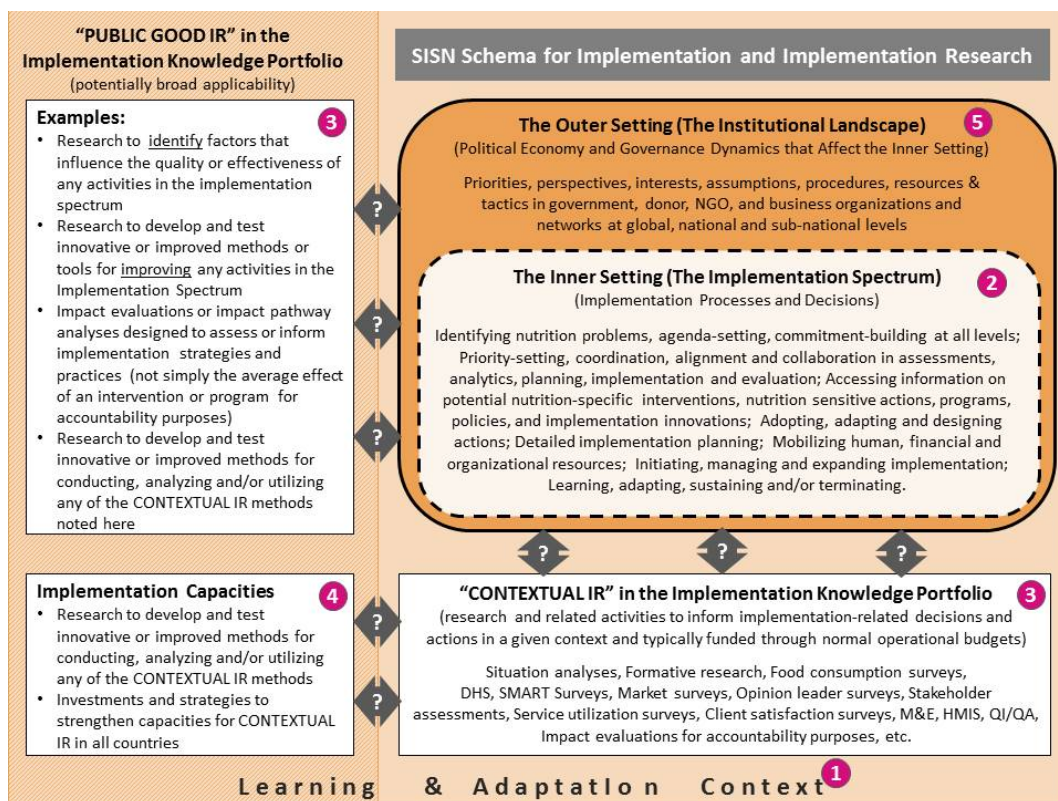 “PUBLIC GOOD IR” in the
Implementation Knowledge Portfolio
(potentially broad applicability)
SISN Schema for Implementation and Implementation Research
Examples:
3
• Research to identify factors that
influence the quality or effectiveness of
any activities in the implementation
spectrum
• Research to develop and test
innovative or improved methods or
tools for improving any activities in the
Implementation Spectrum
• Impact evaluations or impact pathway
analyses designed to assess or inform
implementation strategies and
practices (not simply the average effect
of an intervention or program for
accountability purposes)
• Research to develop and test
innovative or improved methods for
conducting, analyzing and/or utilizing
any of the CONTEXTUAL IR methods
noted here
?
?
?
The Outer Setting (The Institutional Landscape)
5
(Political Economy and Governance Dynamics that Affect the Inner Setting)
Priorities, perspectives, interests, assumptions, procedures, resources &
tactics in government, donor, NGO, and business organizations and
networks at global, national and sub-national levels
The Inner Setting (The Implementation Spectrum)
2
(Implementation Processes and Decisions)
Identifying nutrition problems, agenda-setting, commitment-building at all levels;
Priority-setting, coordination, alignment and collaboration in assessments,
analytics, planning, implementation and evaluation; Accessing information on
potential nutrition-specific interventions, nutrition sensitive actions, programs,
policies, and implementation innovations; Adopting, adapting and designing
actions; Detailed implementation planning; Mobilizing human, financial and
organizational resources; Initiating, managing and expanding implementation;
Learning, adapting, sustaining and/or terminating.
?
?
?
Implementation Capacities
4
• Research to develop and test
innovative or improved methods for
conducting, analyzing and/or utilizing
any of the CONTEXTUAL IR methods
• Investments and strategies to
strengthen capacities for CONTEXTUAL
IR in all countries
?
?
“CONTEXTUAL IR” in the Implementation Knowledge Portfolio
3
(research and related activities to inform implementation-related decisions and
actions in a given context and typically funded through normal operational budgets)
Situation analyses, Formative research, Food consumption surveys,
DHS, SMART Surveys, Market surveys, Opinion leader surveys, Stakeholder
assessments, Service utilization surveys, Client satisfaction surveys, M&E, HMIS, QI/QA,
Impact evaluations for accountability purposes, etc.
Learning & AdaptatIon Context
1